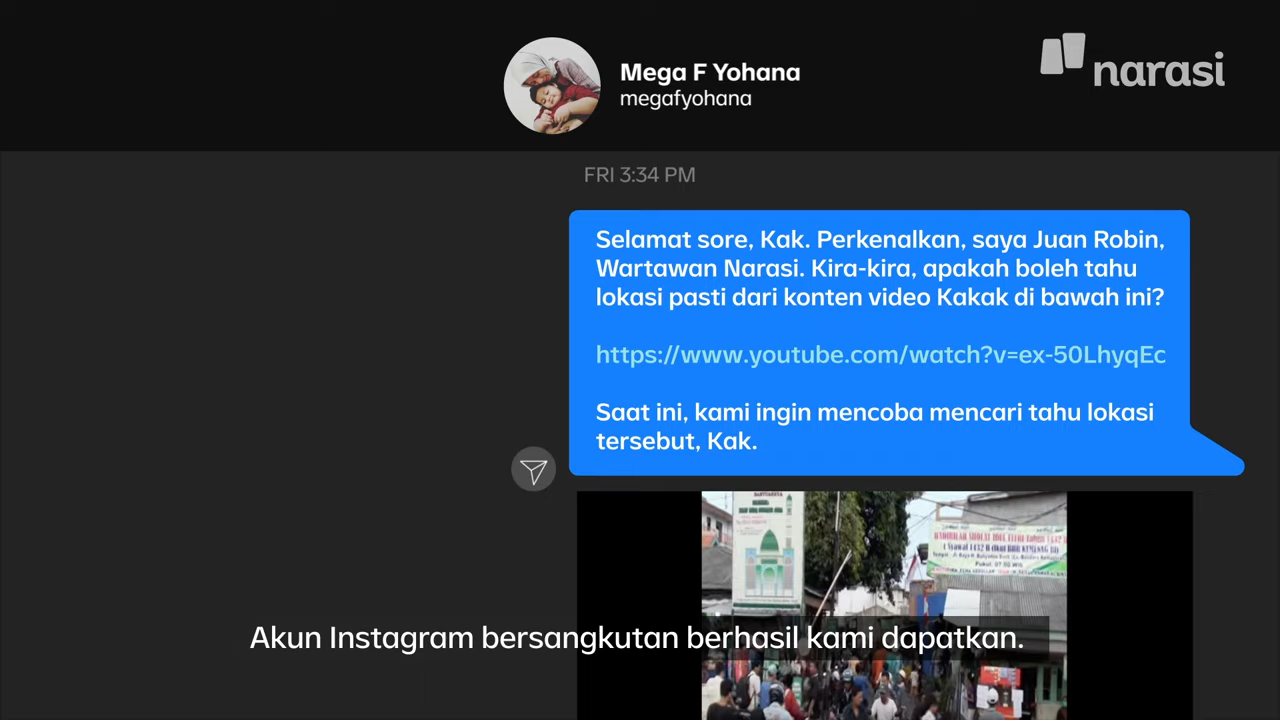 Mega F Yohana
megafyohana
narasi
FRI 3:34 PM
Selamat sore, Kak. Perkenalkan, saya Juan Robin,
Wartawan Narasi. Kira-kira, apakah boleh tahu
lokasi pasti dari konten video Kakak di bawah ini?
https://www.youtube.com/watch?v=ex-50LhyqEc
Saat ini, kami ingin mencoba mencari tahu lokasi
tersebut, Kak.
Akun Instagram bersangkutan berhasil kami dapatkan.